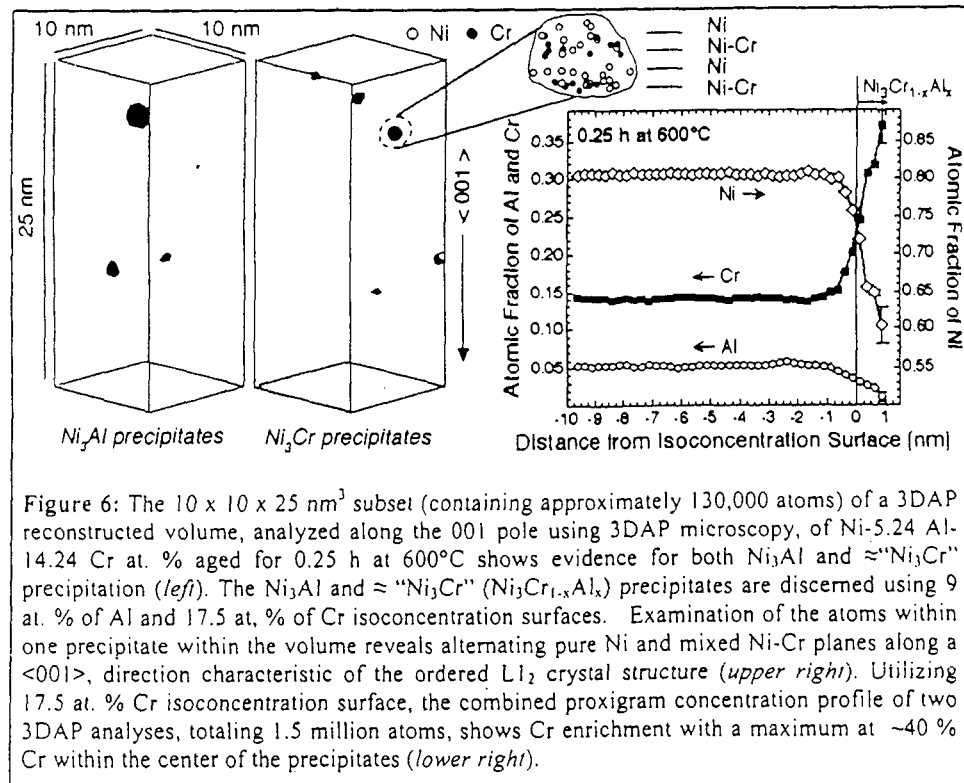 10 nm
10 nm
25 nm
Ni₃Al precipitates
Ni₃Cr precipitates
< 001 >
○ Ni ● Cr
Ni
Ni-Cr
Ni
Ni-Cr
Ni₃Cr₁₋ₓAlₓ
0.25 h at 600°C
Atomic Fraction of Al and Cr
0.35
0.30
0.25
0.20
0.15
0.10
0.05
Ni →
← Cr
← Al
0.85
0.80
0.75
0.70
0.65
0.60
0.55
Atomic Fraction of Ni
-10 -9 -8 -7 -6 -5 -4 -3 -2 -1 0 1
Distance from Isoconcentration Surface [nm]
Figure 6: The 10 x 10 x 25 nm³ subset (containing approximately 130,000 atoms) of a 3DAP
reconstructed volume, analyzed along the 001 pole using 3DAP microscopy, of Ni-5.24 Al-
14.24 Cr at. % aged for 0.25 h at 600°C shows evidence for both Ni₃Al and ≈"Ni₃Cr"
precipitation (left). The Ni₃Al and ≈ "Ni₃Cr" (Ni₃Cr₁₋ₓAlₓ) precipitates are discerned using 9
at. % of Al and 17.5 at, % of Cr isoconcentration surfaces. Examination of the atoms within
one precipitate within the volume reveals alternating pure Ni and mixed Ni-Cr planes along a
<001>, direction characteristic of the ordered L1₂ crystal structure (upper right). Utilizing
17.5 at. % Cr isoconcentration surface, the combined proxigram concentration profile of two
3DAP analyses, totaling 1.5 million atoms, shows Cr enrichment with a maximum at ~40 %
Cr within the center of the precipitates (lower right).